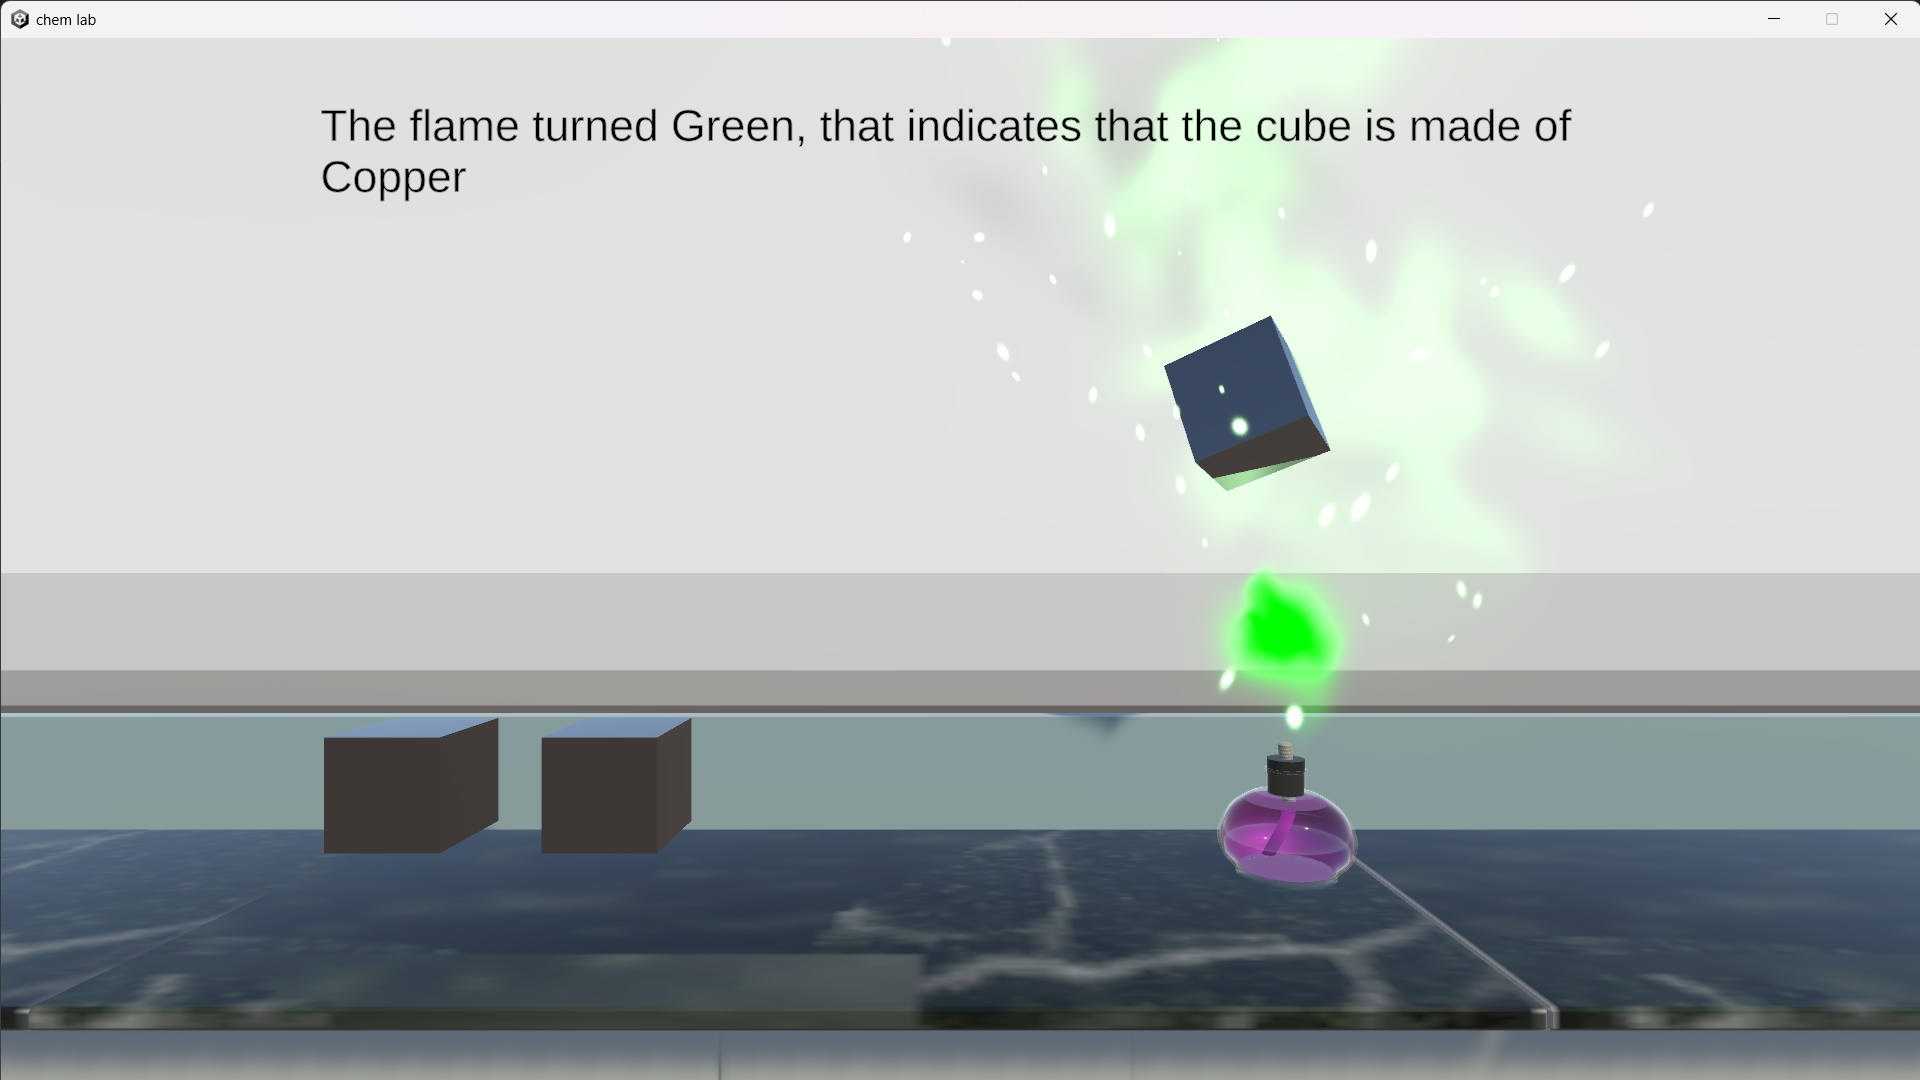 chem lab
The flame turned Green, that indicates that the cube is made of
Copper